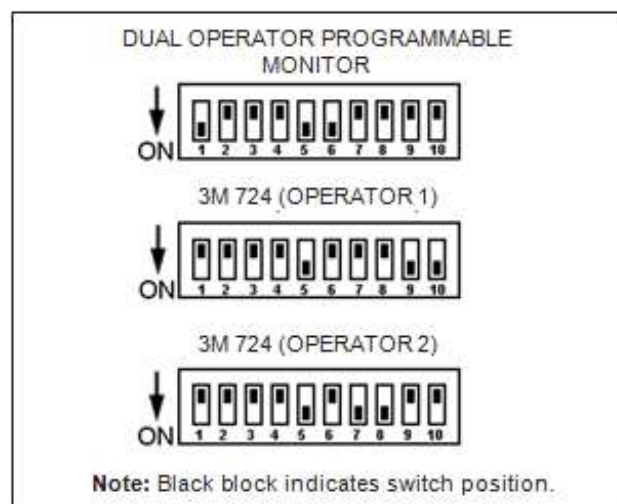 DUAL OPERATOR PROGRAMMABLE
MONITOR
ON
1 2 3 4 5 6 7 8 9 10
3M 724 (OPERATOR 1)
ON
1 2 3 4 5 6 7 8 9 10
3M 724 (OPERATOR 2)
ON
1 2 3 4 5 6 7 8 9 10
Note: Black block indicates switch position.